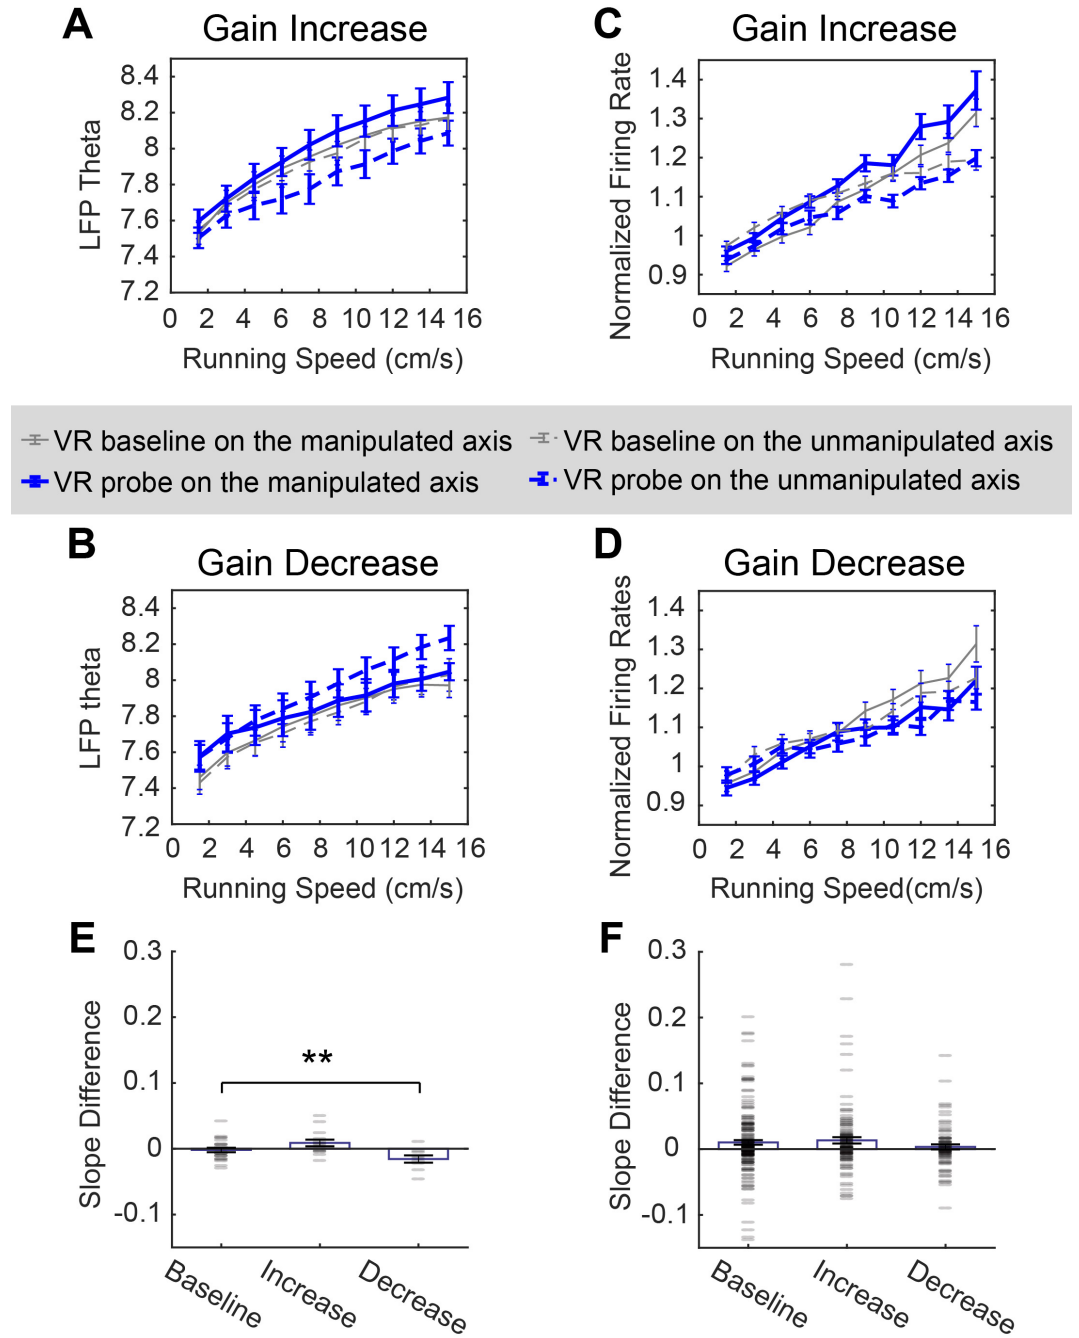 A
Gain Increase
8.4
8.2
8
7.8
7.6
7.4
7.2
LFP Theta
0 2 4 6 8 10 12 14 16
Running Speed (cm/s)
C
Gain Increase
1.4
1.3
1.2
1.1
1
0.9
Normalized Firing Rate
0 2 4 6 8 10 12 14 16
Running Speed (cm/s)
VR baseline on the manipulated axis
VR baseline on the unmanipulated axis
VR probe on the manipulated axis
VR probe on the unmanipulated axis
B
Gain Decrease
8.4
8.2
8
7.8
7.6
7.4
7.2
LFP theta
0 2 4 6 8 10 12 14 16
Running Speed (cm/s)
D
Gain Decrease
1.4
1.3
1.2
1.1
1
0.9
Normalized Firing Rates
0 2 4 6 8 10 12 14 16
Running Speed(cm/s)
E
0.3
0.2
0.1
0
-0.1
Slope Difference
**
Baseline
Increase
Decrease
F
0.3
0.2
0.1
0
-0.1
Slope Difference
Baseline
Increase
Decrease